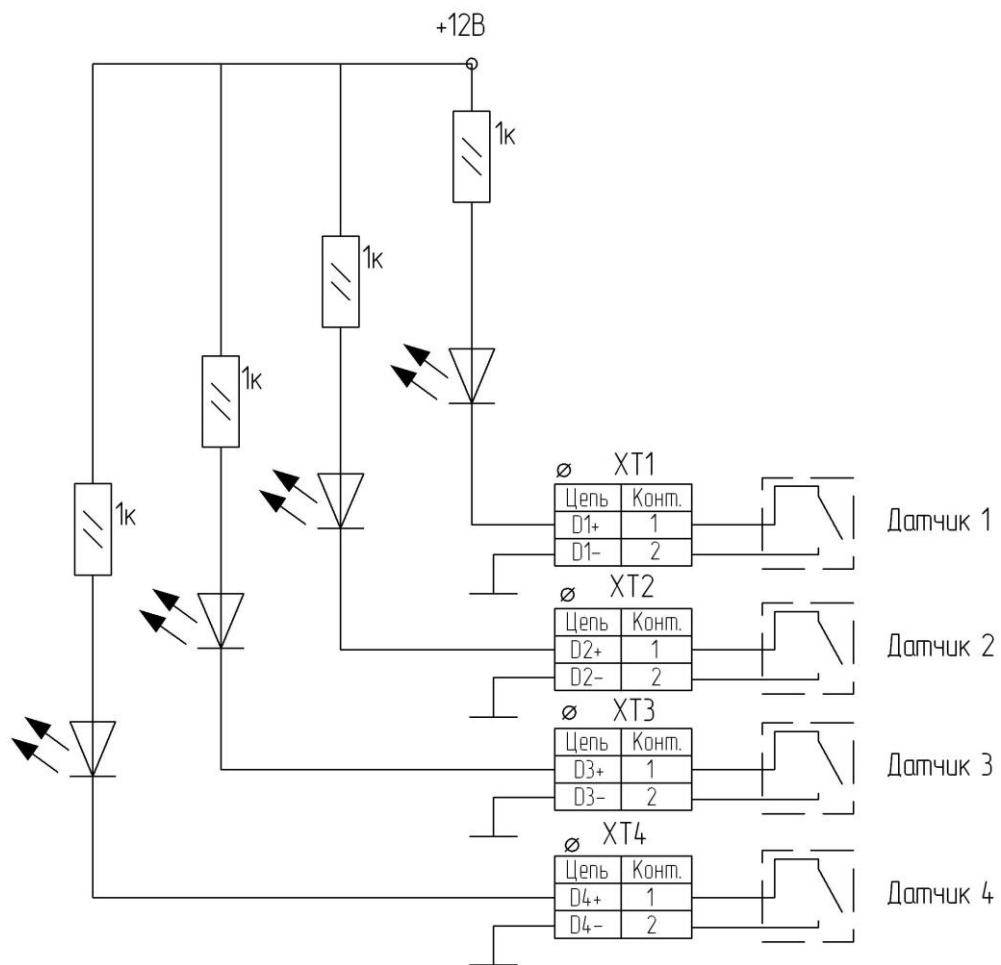 +12В
1к
1к
1к
1к
XT1
Цепь Конт.
D1+ 1
D1- 2
Датчик 1
XT2
Цепь Конт.
D2+ 1
D2- 2
Датчик 2
XT3
Цепь Конт.
D3+ 1
D3- 2
Датчик 3
XT4
Цепь Конт.
D4+ 1
D4- 2
Датчик 4